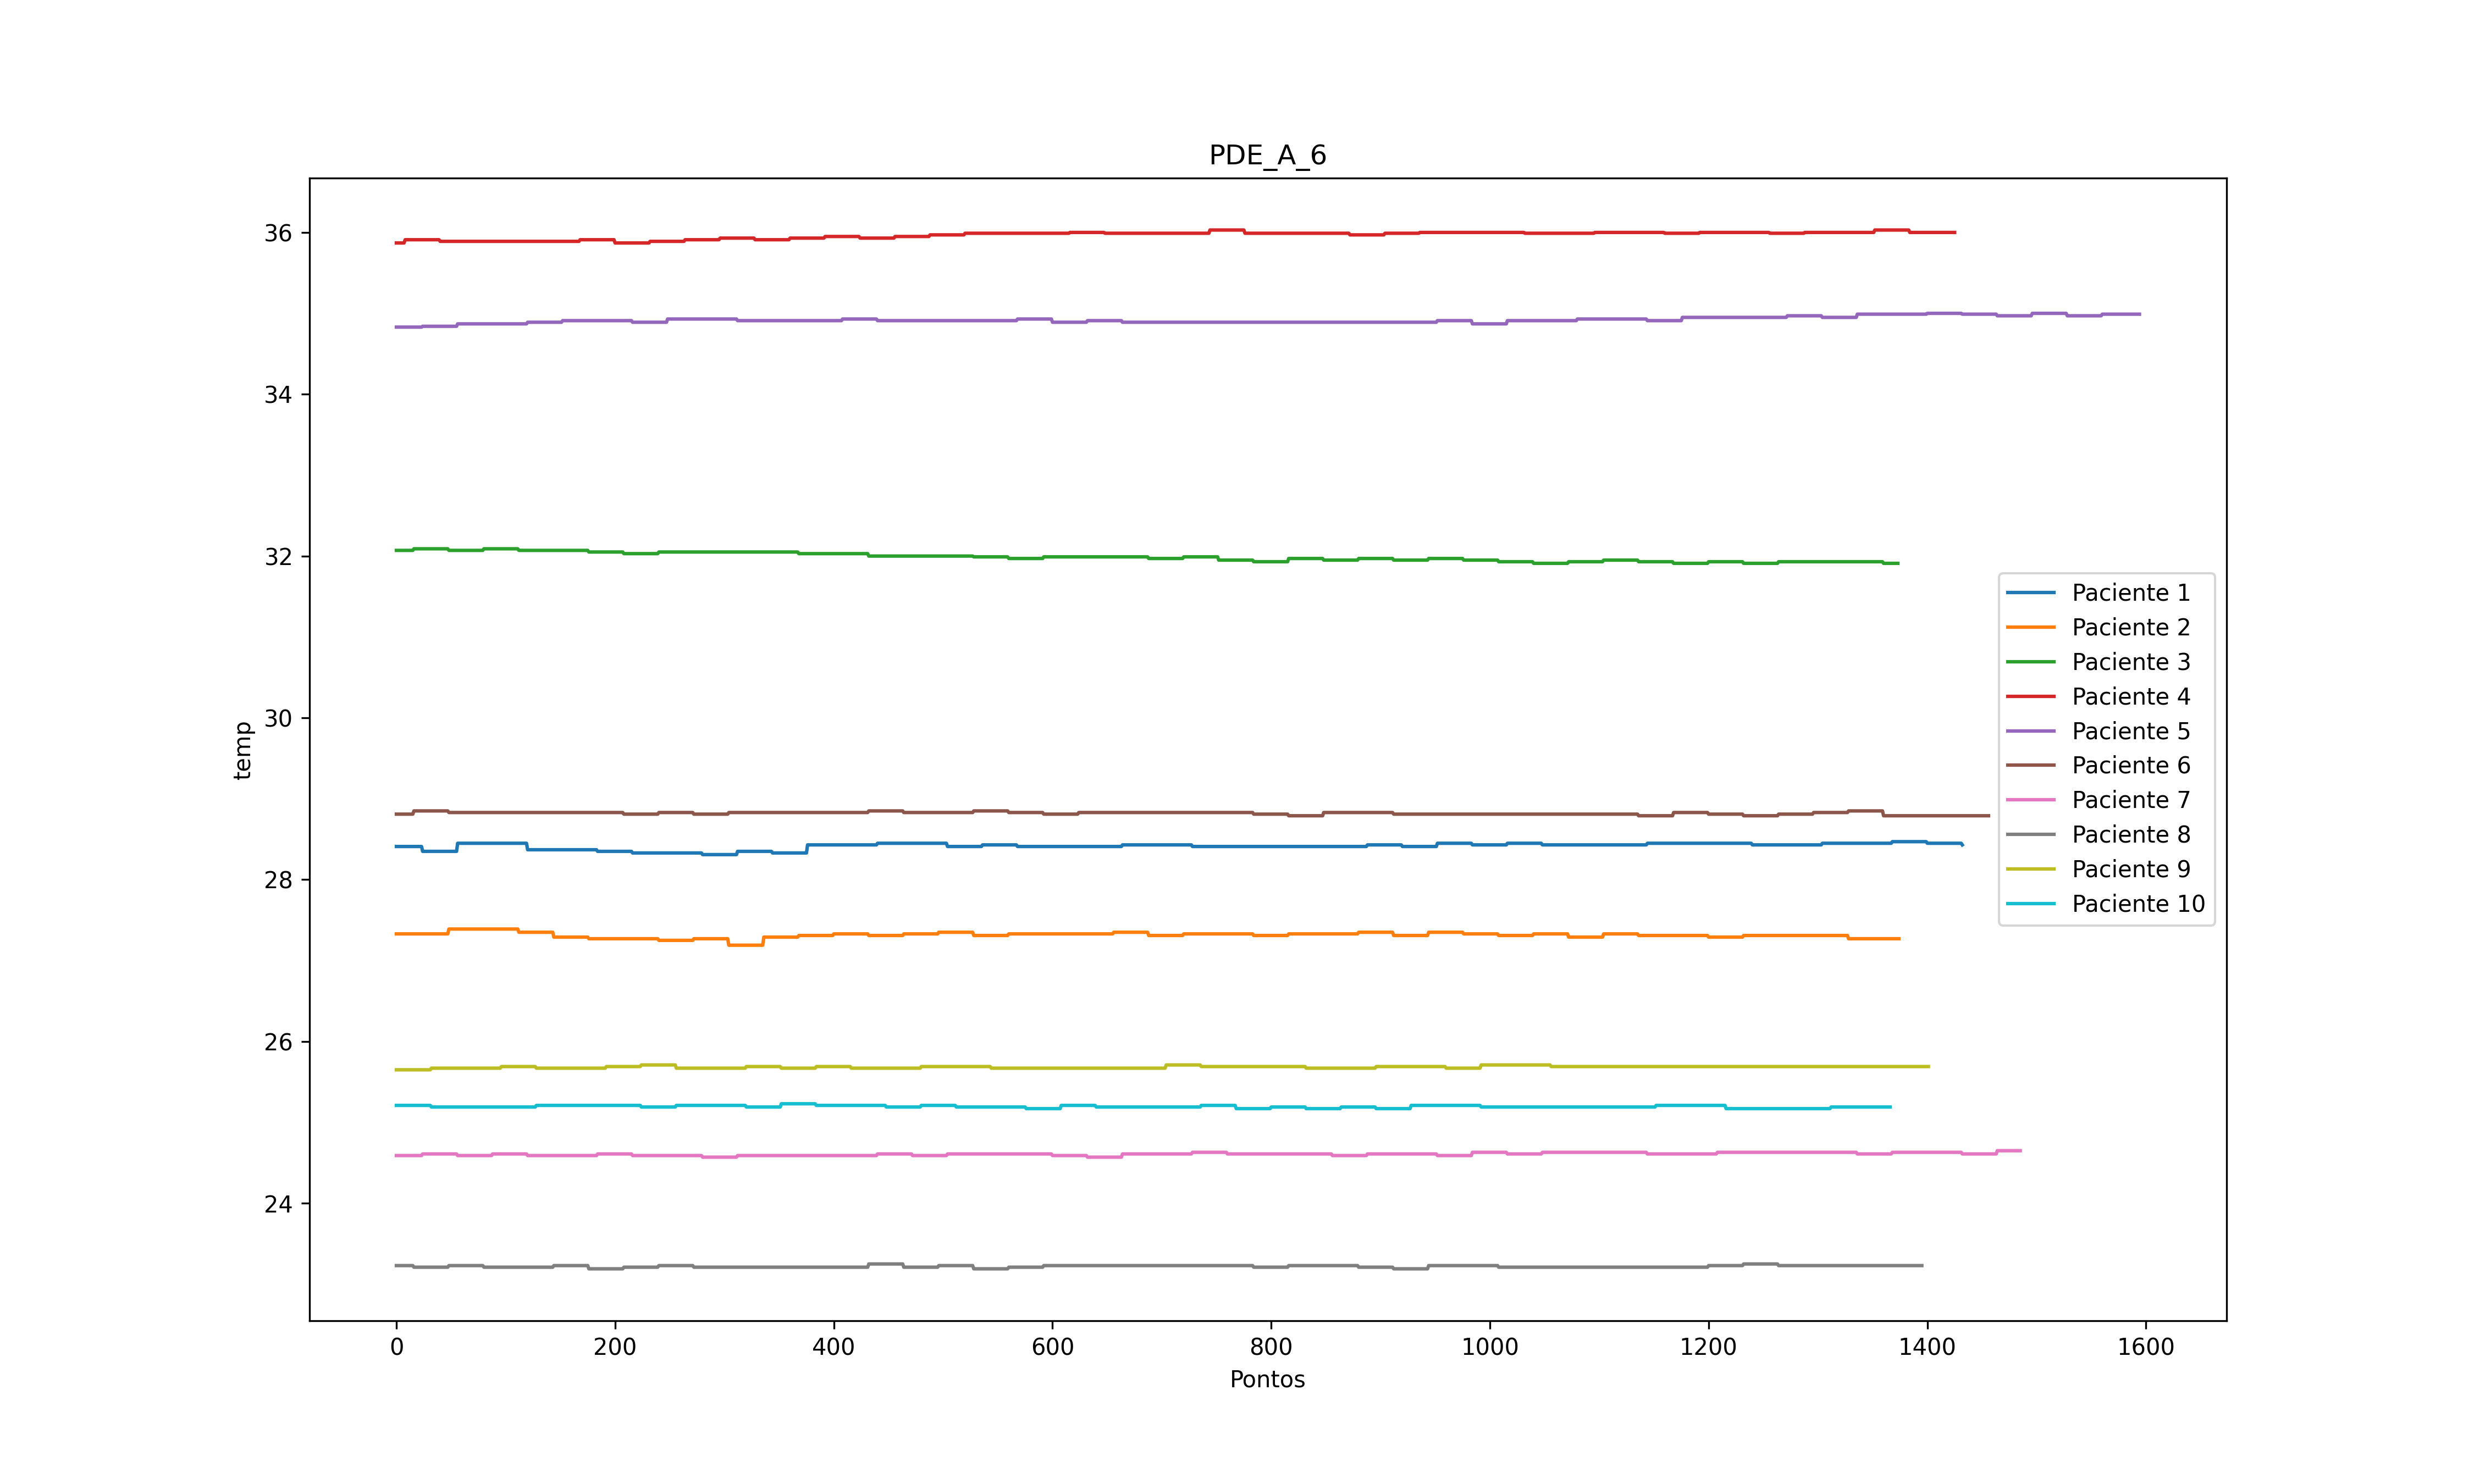 PDE_A_6
36
34
32
30
28
26
24
temp
Paciente 1
Paciente 2
Paciente 3
Paciente 4
Paciente 5
Paciente 6
Paciente 7
Paciente 8
Paciente 9
Paciente 10
0 200 400 600 800 1000 1200 1400 1600
Pontos